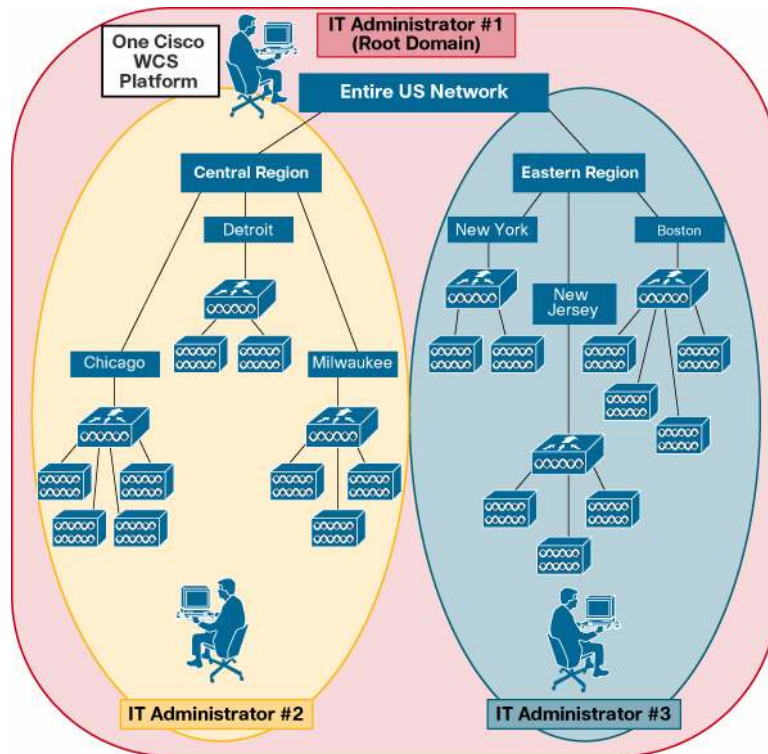 One Cisco
WCS
Platform
IT Administrator #1
(Root Domain)
Entire US Network
Central Region
Eastern Region
Detroit
New York
Boston
New
Jersey
Chicago
Milwaukee
IT Administrator #2
IT Administrator #3